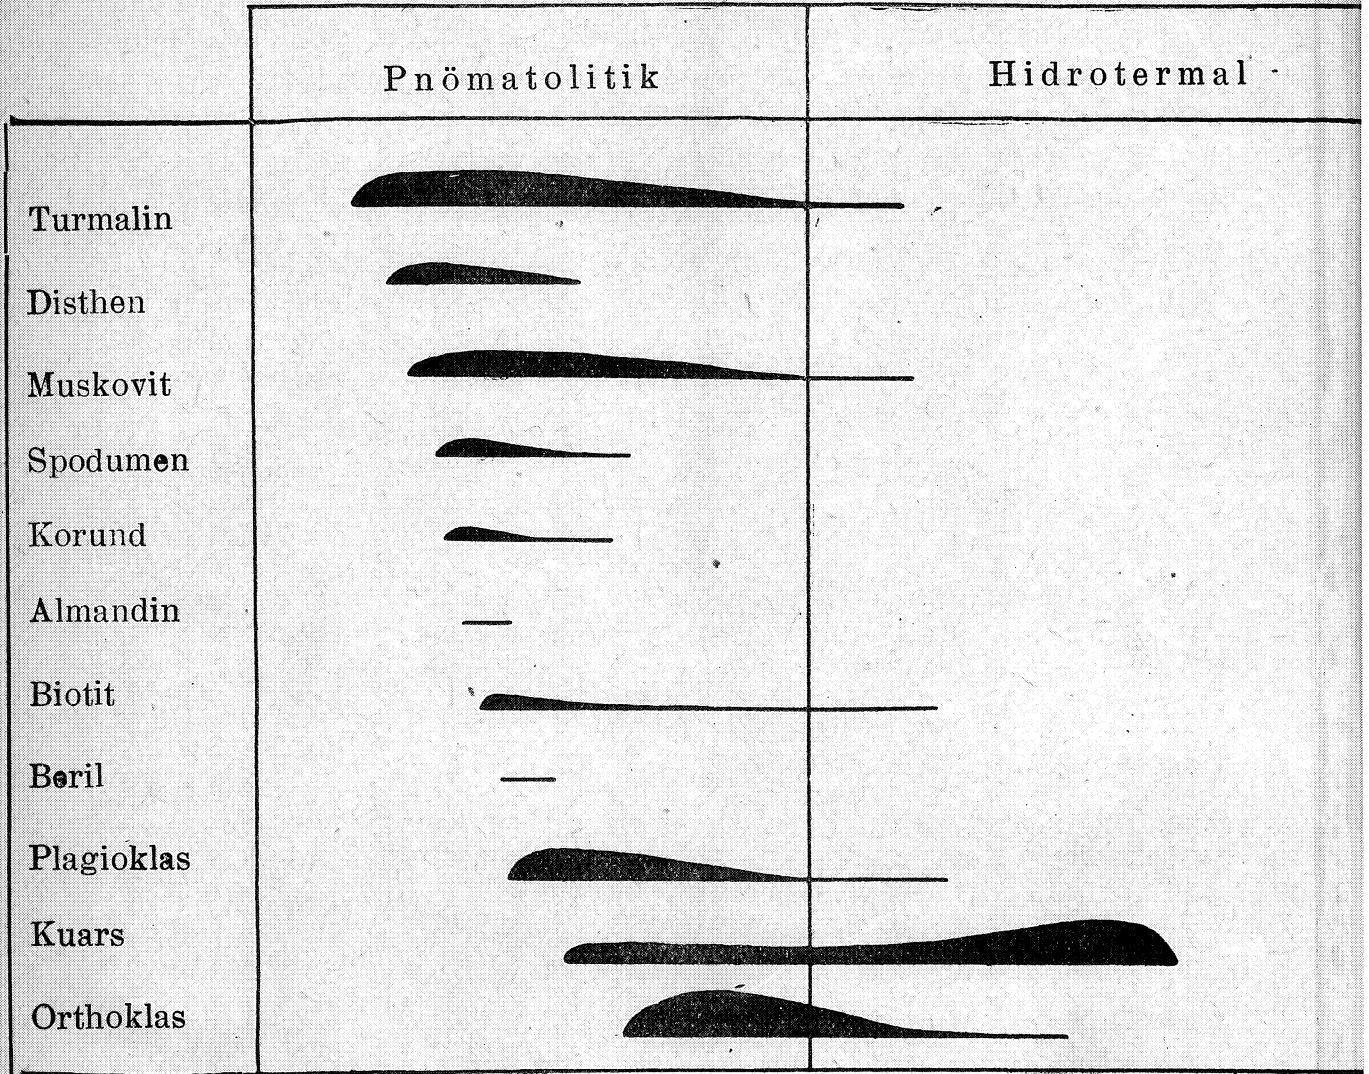 Pnömatolitik
Hidrotermal
Turmalin
Disthen
Muskovit
Spodumen
Korund
Almandin
Biotit
Beril
Plagioklas
Kuars
Orthoklas